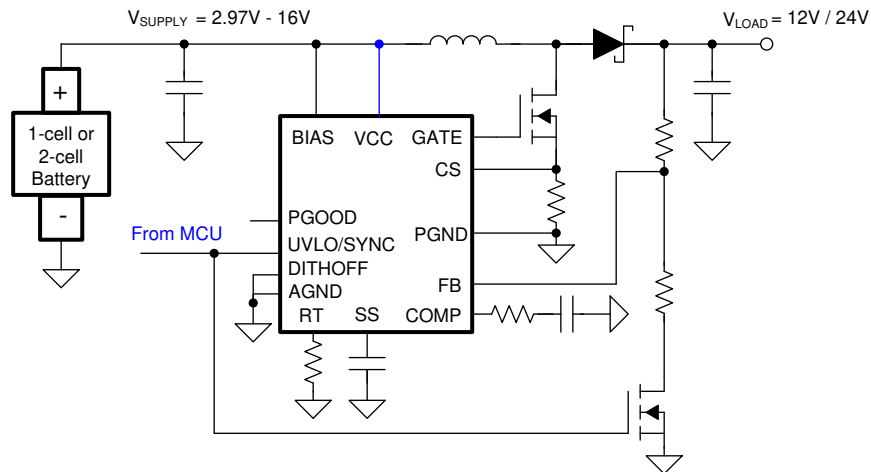 VSUPPLY = 2.97V - 16V
VLOAD = 12V / 24V
+
1-cell or
2-cell
Battery
-
BIAS
VCC
GATE
CS
PGOOD
From MCU
UVLO/SYNC
PGND
DITHOFF
AGND
FB
RT
SS
COMP